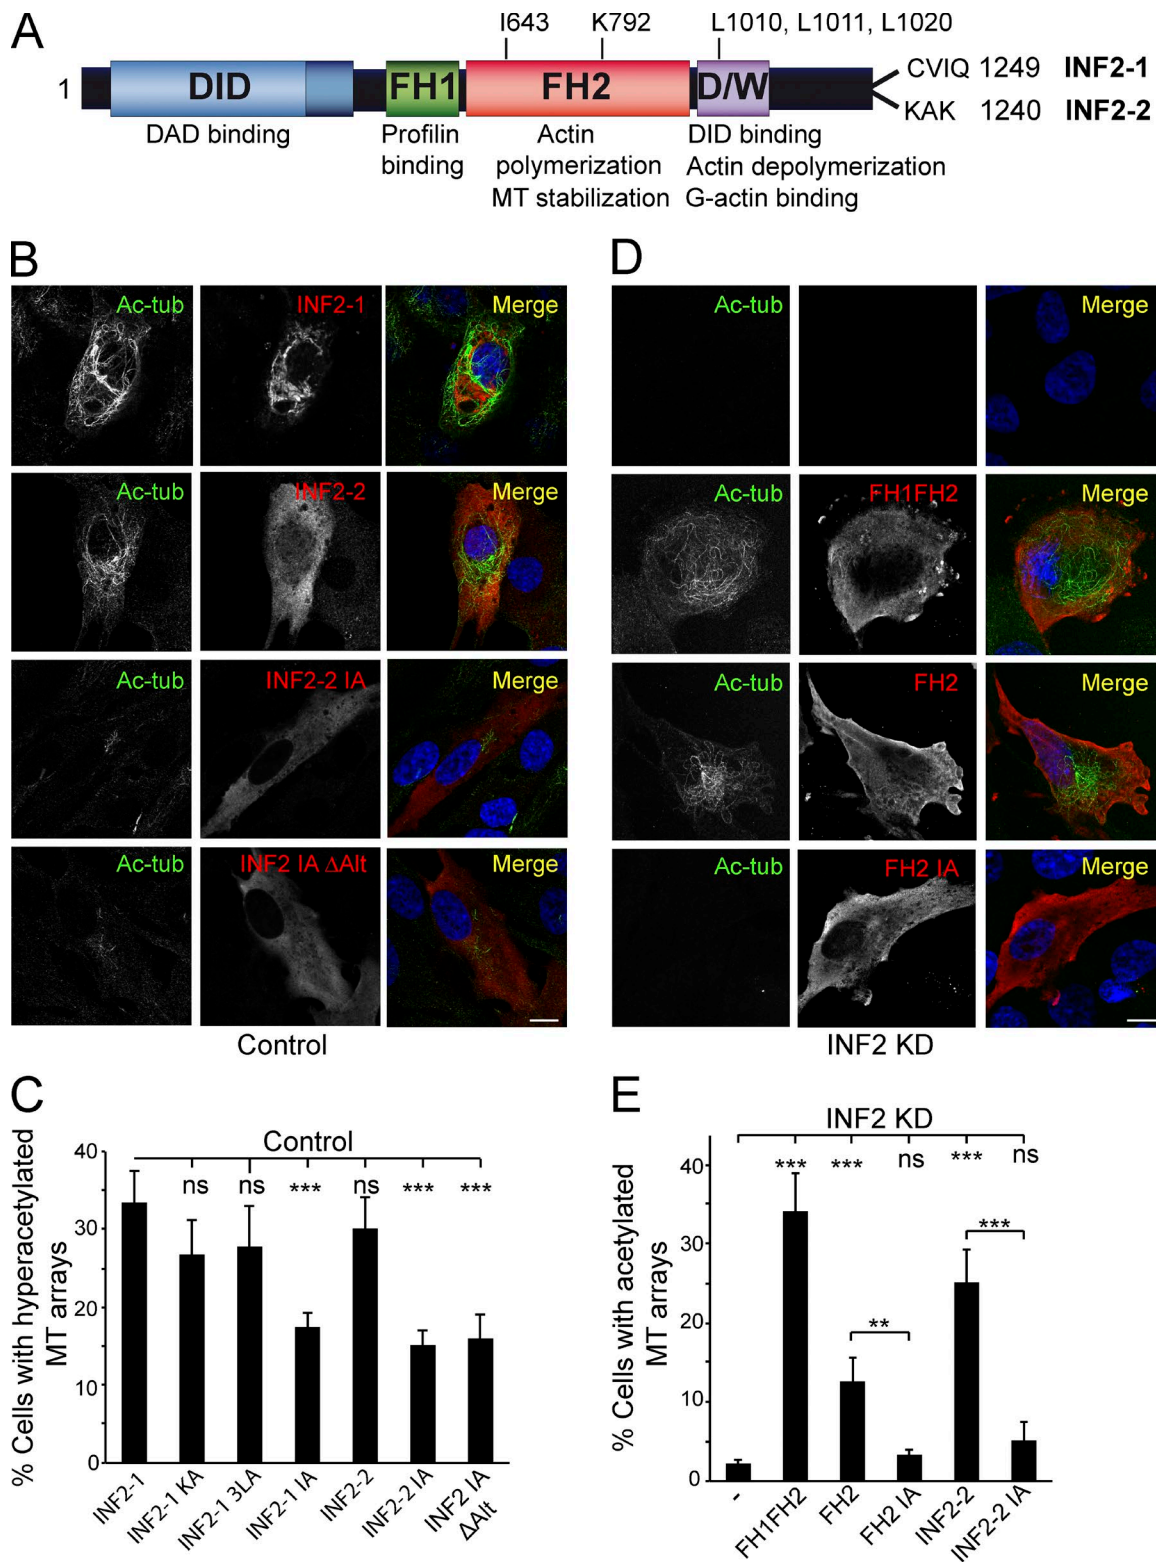 A
I643 K792 L1010, L1011, L1020
1 DID FH1 FH2 D/W CVIQ 1249 INF2-1
KAK 1240 INF2-2
DAD binding Profilin binding Actin polymerization MT stabilization DID binding Actin depolymerization G-actin binding
B
Ac-tub INF2-1 Merge
Ac-tub INF2-2 Merge
Ac-tub INF2-2 IA Merge
Ac-tub INF2 IA ΔAlt Merge
Control
D
Ac-tub Merge
Ac-tub FH1FH2 Merge
Ac-tub FH2 Merge
Ac-tub FH2 IA Merge
INF2 KD
C
Control
% Cells with hyperacetylated
MT arrays
40
30
20
10
0
ns ns *** ns *** ***
INF2-1
INF2-1 KA
INF2-1 3LA
INF2-1 IA
INF2-2
INF2-2 IA
INF2 IA
ΔAlt
E
INF2 KD
% Cells with acetylated
MT arrays
40
30
20
10
0
*** *** ns *** ns
***
**
-
FH1FH2
FH2
FH2 IA
INF2-2
INF2-2 IA